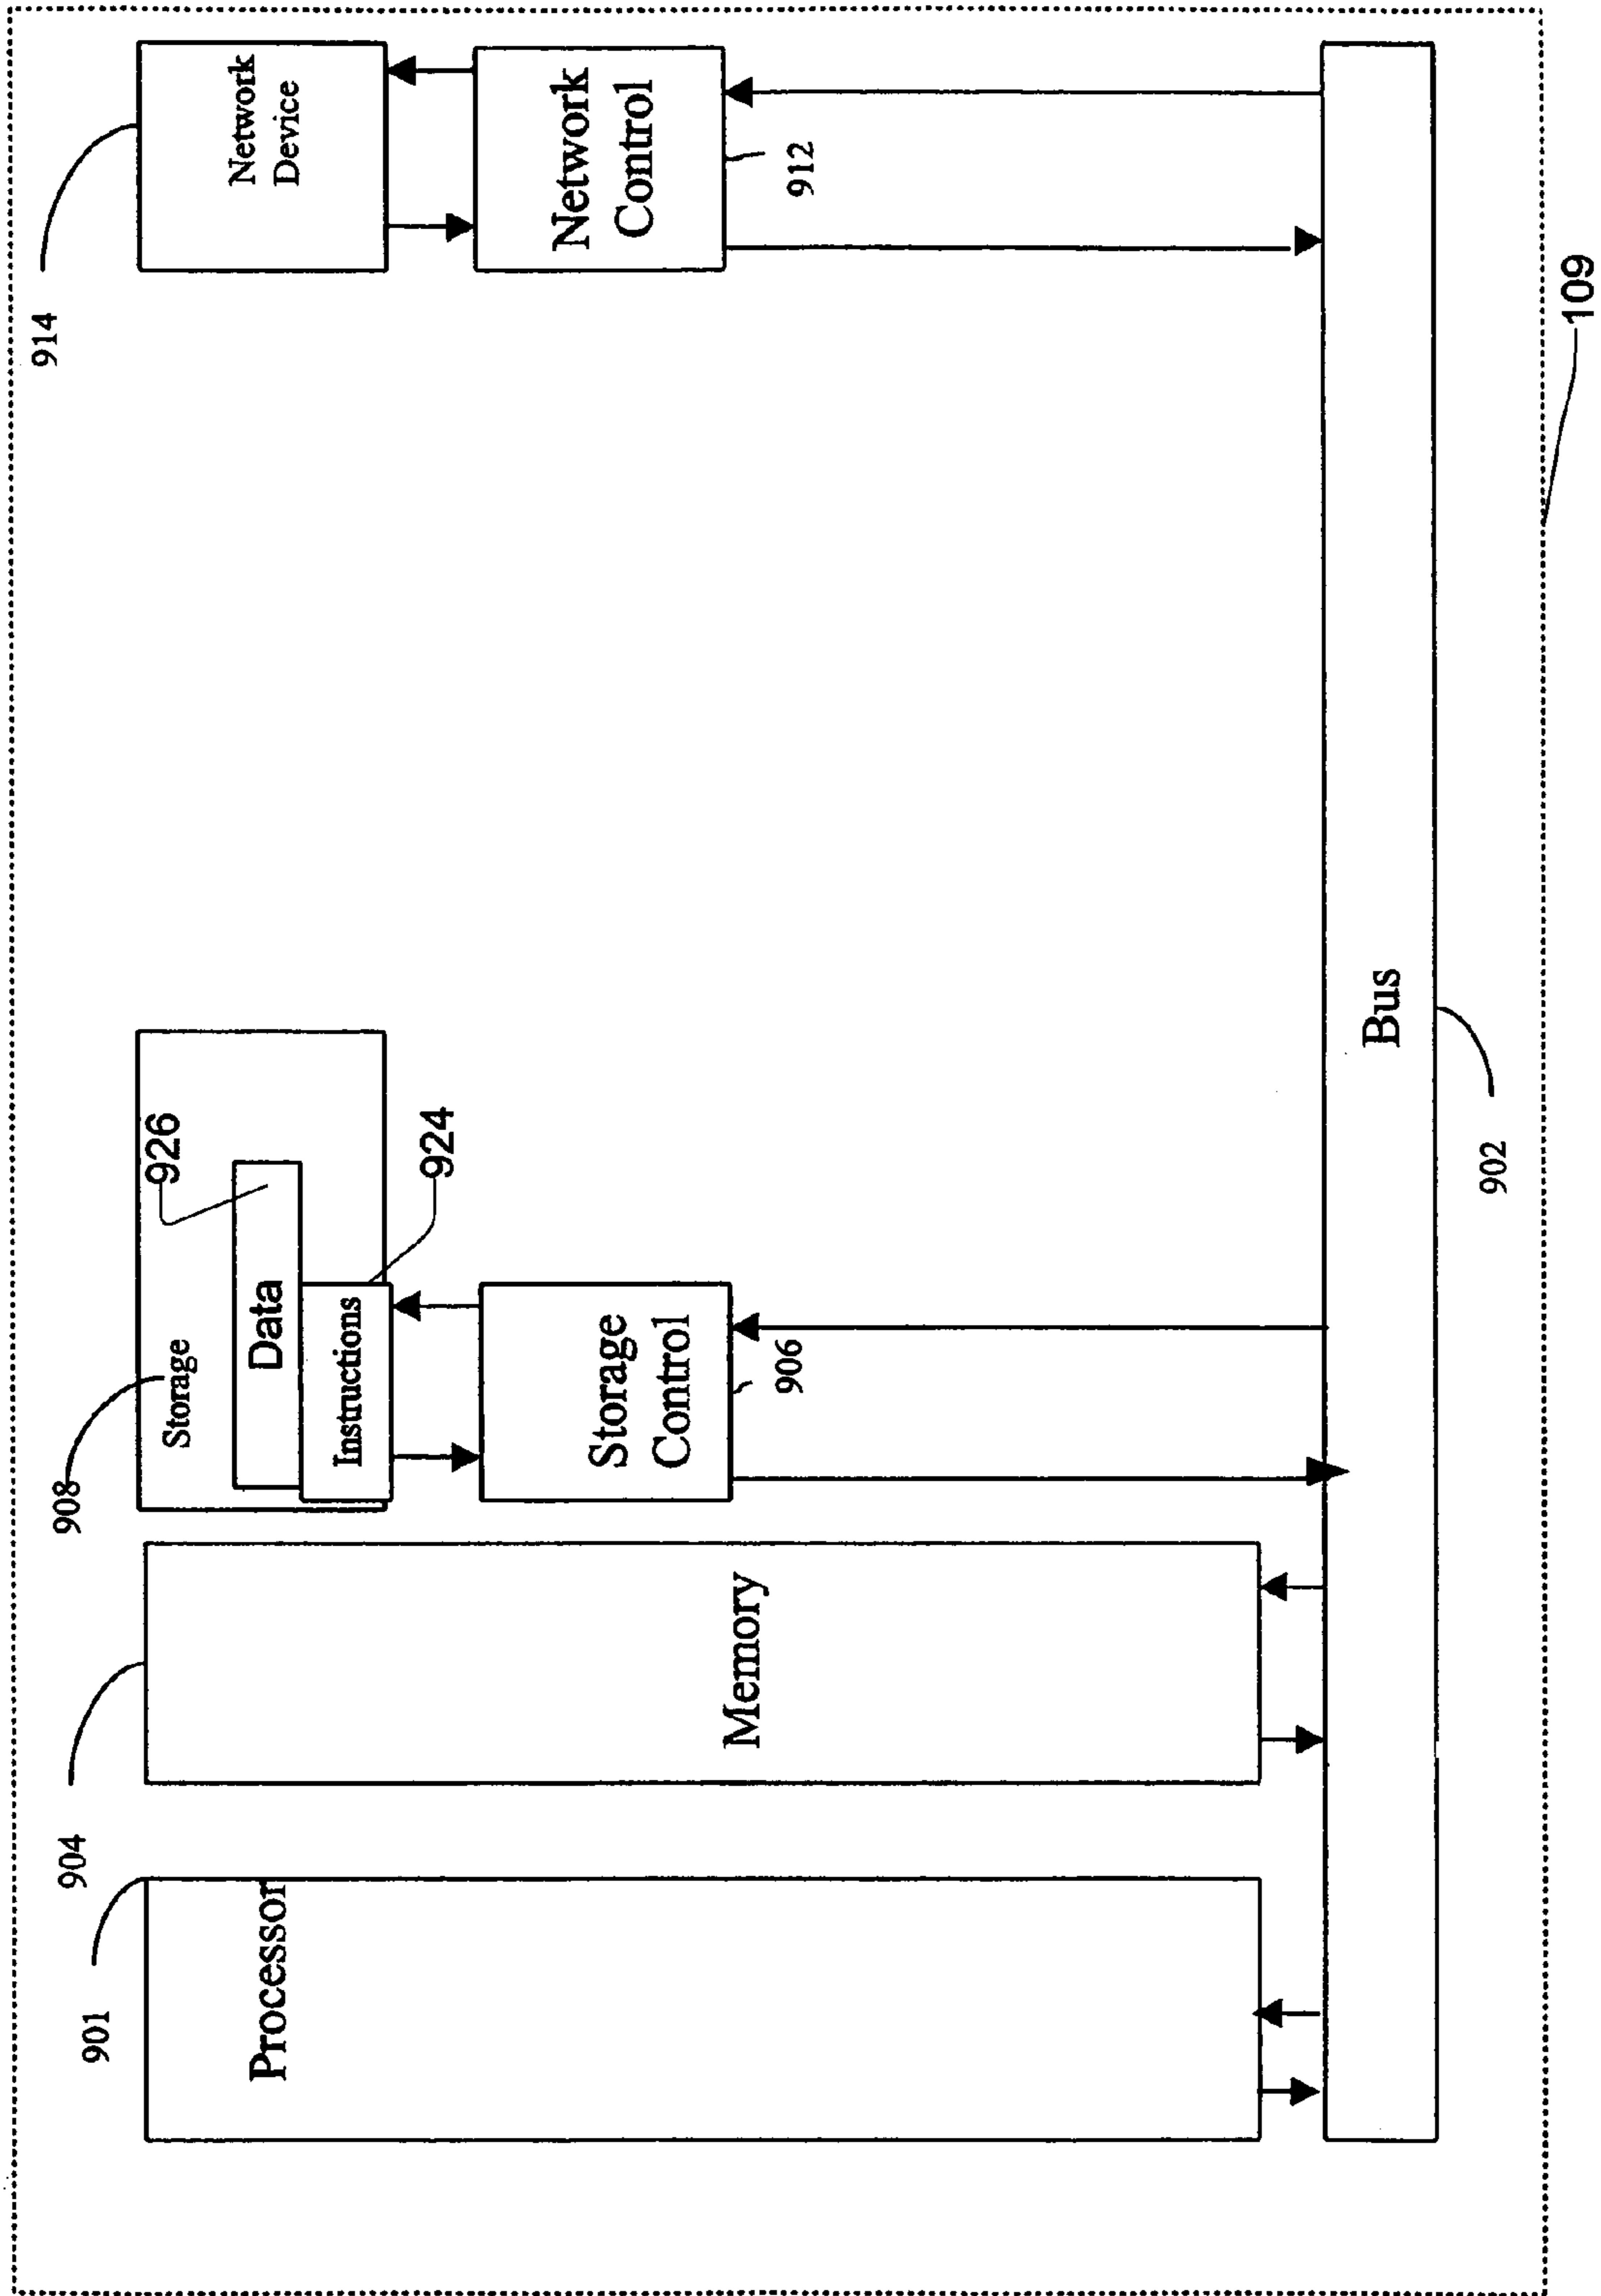 901
Processor
904
Memory
908
Storage
926
Data
Instructions
924
Storage
Control
906
914
Network
Device
Network
Control
912
Bus
902
109